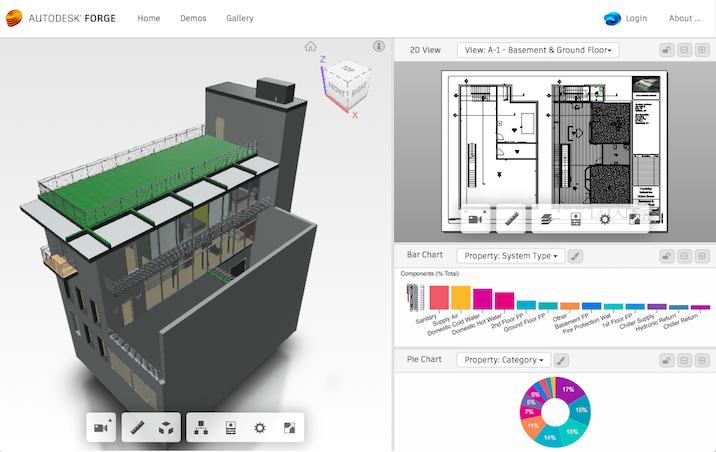 AUTODESK® FORGE Home Demos Gallery Login About ...
Z
TOP
FRONT
RIGHT
X
2D View View: A-1 - Basement & Ground Floor
Bar Chart Property: System Type
Components (% Total)
Sanitary
Supply Air
Domestic Cold Water
Domestic Hot Water
2nd Floor FP
Ground Floor FP
Other
Basement FP
Fire Protection Wet
1st Floor FP
Chiller Supply
Hydronic Return
Chiller Return
Pie Chart Property: Category
17%
15%
15%
14%
11%
7%
6%
6%